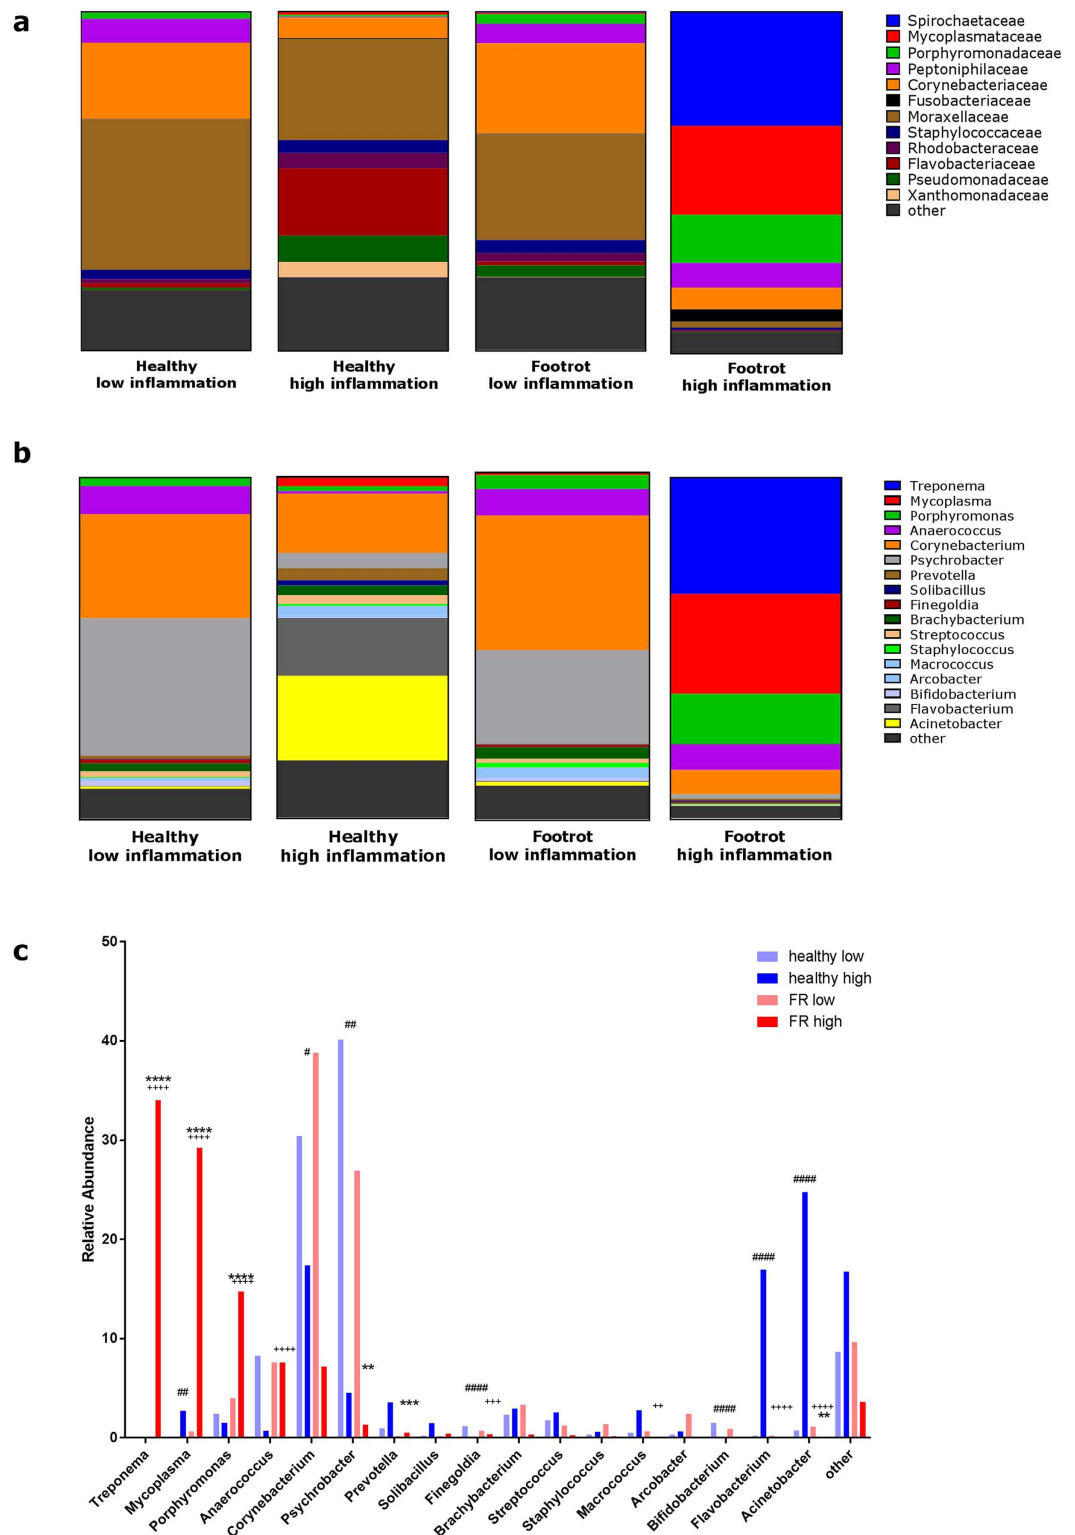 a
Spirochaetaceae
Mycoplasmataceae
Porphyromonadaceae
Peptoniphilaceae
Corynebacteriaceae
Fusobacteriaceae
Moraxellaceae
Staphylococcaceae
Rhodobacteraceae
Flavobacteriaceae
Pseudomonadaceae
Xanthomonadaceae
other
Healthy
low inflammation
Healthy
high inflammation
Footrot
low inflammation
Footrot
high inflammation
b
Treponema
Mycoplasma
Porphyromonas
Anaerococcus
Corynebacterium
Psychrobacter
Prevotella
Solibacillus
Finegoldia
Brachybacterium
Streptococcus
Staphylococcus
Macrococcus
Arcobacter
Bifidobacterium
Flavobacterium
Acinetobacter
other
Healthy
low inflammation
Healthy
high inflammation
Footrot
low inflammation
Footrot
high inflammation
c
50
40
30
20
10
0
Relative Abundance
healthy low
healthy high
FR low
FR high
****
++++
##
****
++++
****
++++
++++
#
##
**
***
####
+++
++
####
####
++++
####
++++
**
Treponema
Mycoplasma
Porphyromonas
Anaerococcus
Corynebacterium
Psychrobacter
Prevotella
Solibacillus
Finegoldia
Brachybacterium
Streptococcus
Staphylococcus
Macrococcus
Arcobacter
Bifidobacterium
Flavobacterium
Acinetobacter
other